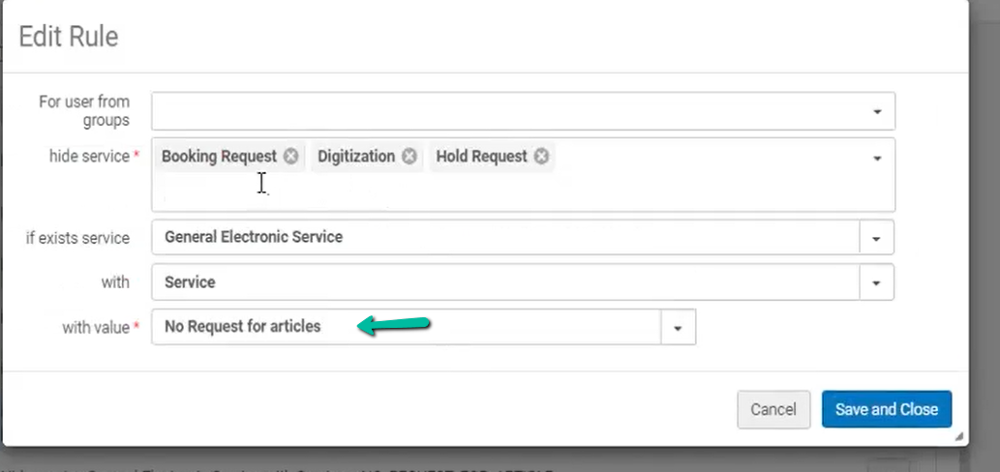 Edit Rule
For user from
groups
hide service * Booking Request Digitization Hold Request
if exists service General Electronic Service
with Service
with value * No Request for articles
Cancel Save and Close